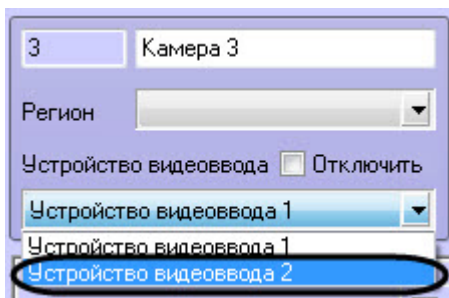 3 Камера 3
Регион
Устройство видеоввода Отключить
Устройство видеоввода 1
Устройство видеоввода 1
Устройство видеоввода 2